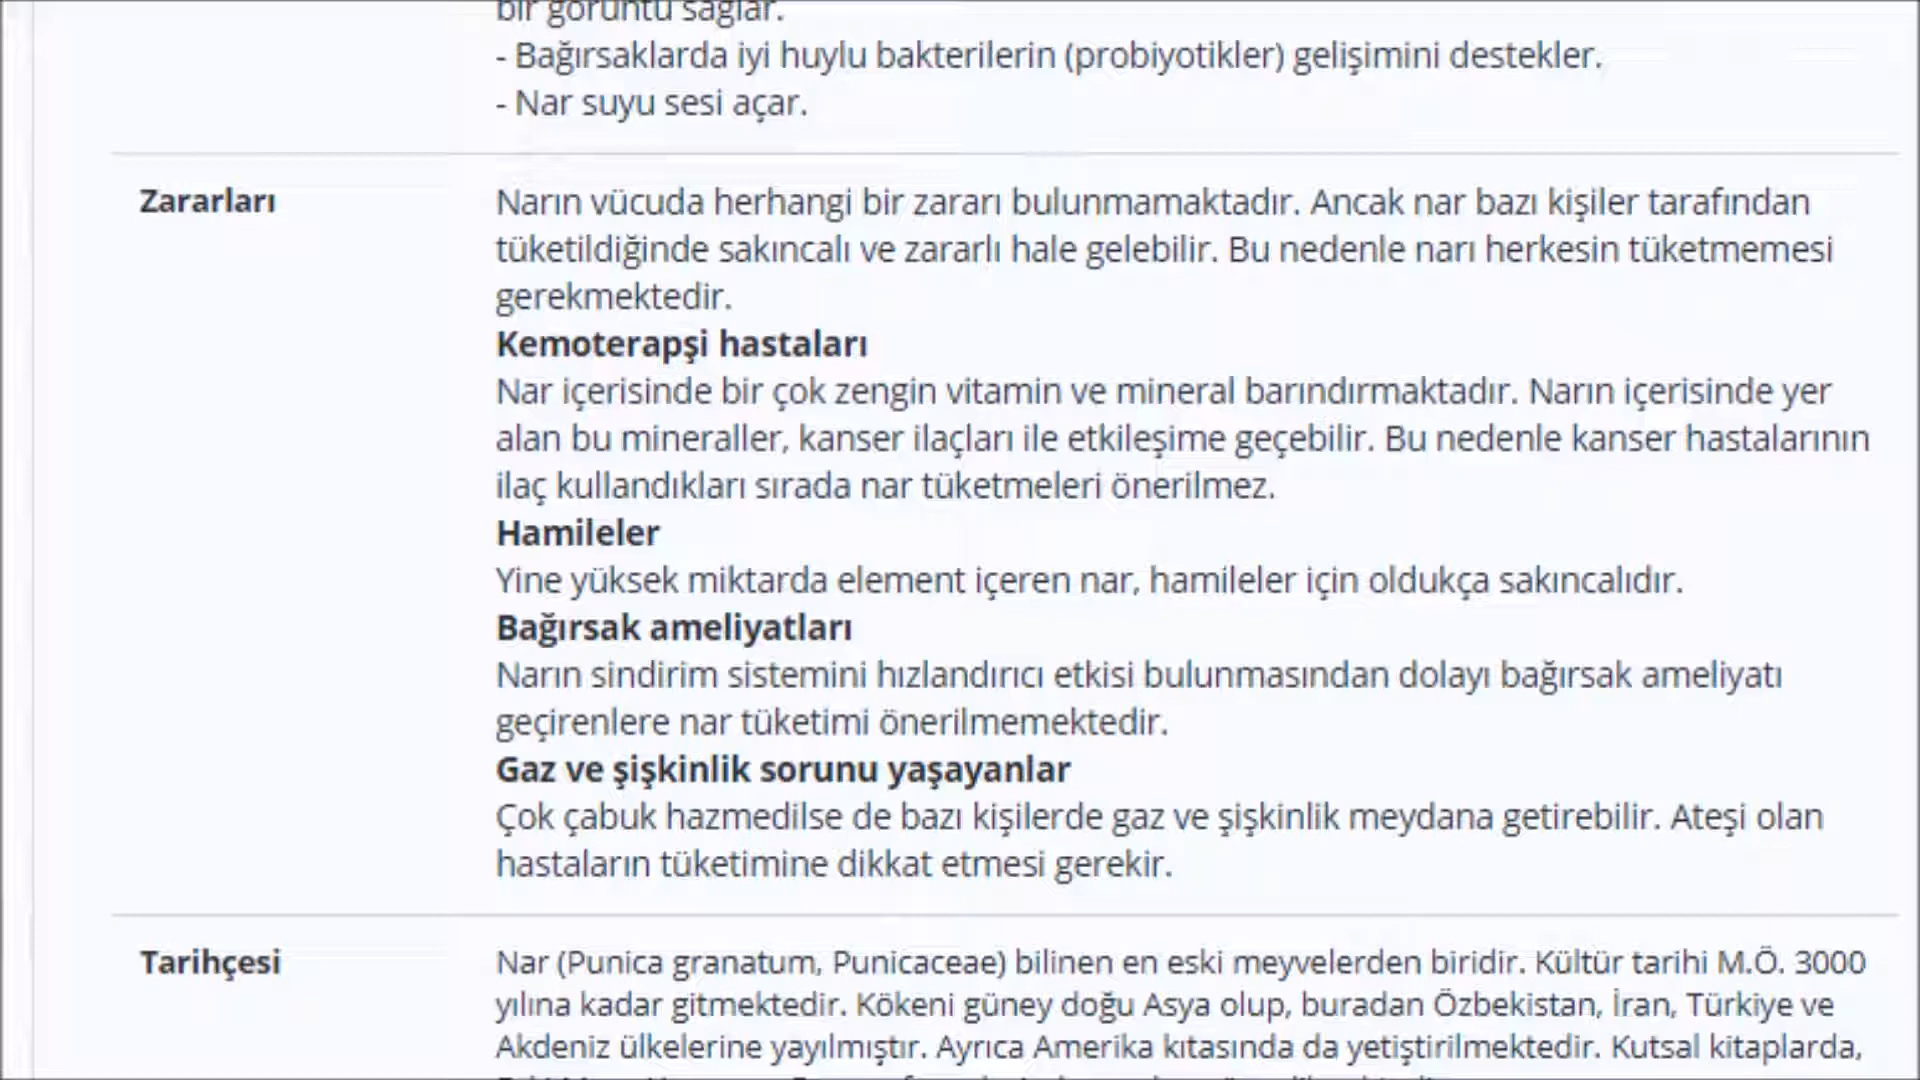 bir görüntü sağlar.
- Bağırsaklarda iyi huylu bakterilerin (probiyotikler) gelişimini destekler.
- Nar suyu sesi açar.
Zararları
Narın vücuda herhangi bir zararı bulunmamaktadır. Ancak nar bazı kişiler tarafından
tüketildiğinde sakıncalı ve zararlı hale gelebilir. Bu nedenle narı herkesin tüketmemesi
gerekmektedir.
Kemoterapşi hastaları
Nar içerisinde bir çok zengin vitamin ve mineral barındırmaktadır. Narın içerisinde yer
alan bu mineraller, kanser ilaçları ile etkileşime geçebilir. Bu nedenle kanser hastalarının
ilaç kullandıkları sırada nar tüketmeleri önerilmez.
Hamileler
Yine yüksek miktarda element içeren nar, hamileler için oldukça sakıncalıdır.
Bağırsak ameliyatları
Narın sindirim sistemini hızlandırıcı etkisi bulunmasından dolayı bağırsak ameliyatı
geçirenlere nar tüketimi önerilmemektedir.
Gaz ve şişkinlik sorunu yaşayanlar
Çok çabuk hazmedilse de bazı kişilerde gaz ve şişkinlik meydana getirebilir. Ateşi olan
hastaların tüketimine dikkat etmesi gerekir.
Tarihçesi
Nar (Punica granatum, Punicaceae) bilinen en eski meyvelerden biridir. Kültür tarihi M.Ö. 3000
yılına kadar gitmektedir. Kökeni güney doğu Asya olup, buradan Özbekistan, İran, Türkiye ve
Akdeniz ülkelerine yayılmıştır. Ayrıca Amerika kıtasında da yetiştirilmektedir. Kutsal kitaplarda,